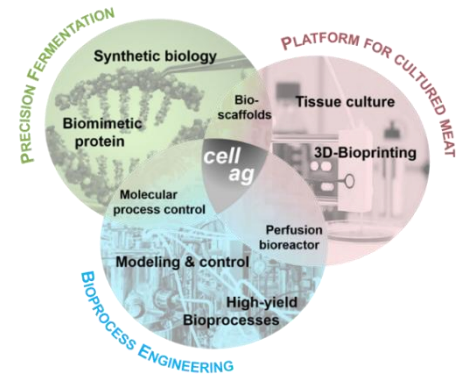 PRECISION FERMENTATION
PLATFORM FOR CULTURED MEAT
Synthetic biology
Biomimetic
protein
Bio-
scaffolds
Tissue culture
3D-Bioprinting
cell
ag
Molecular
process control
Perfusion
bioreactor
Modeling & control
High-yield
Bioprocesses
BIOPROCESS ENGINEERING